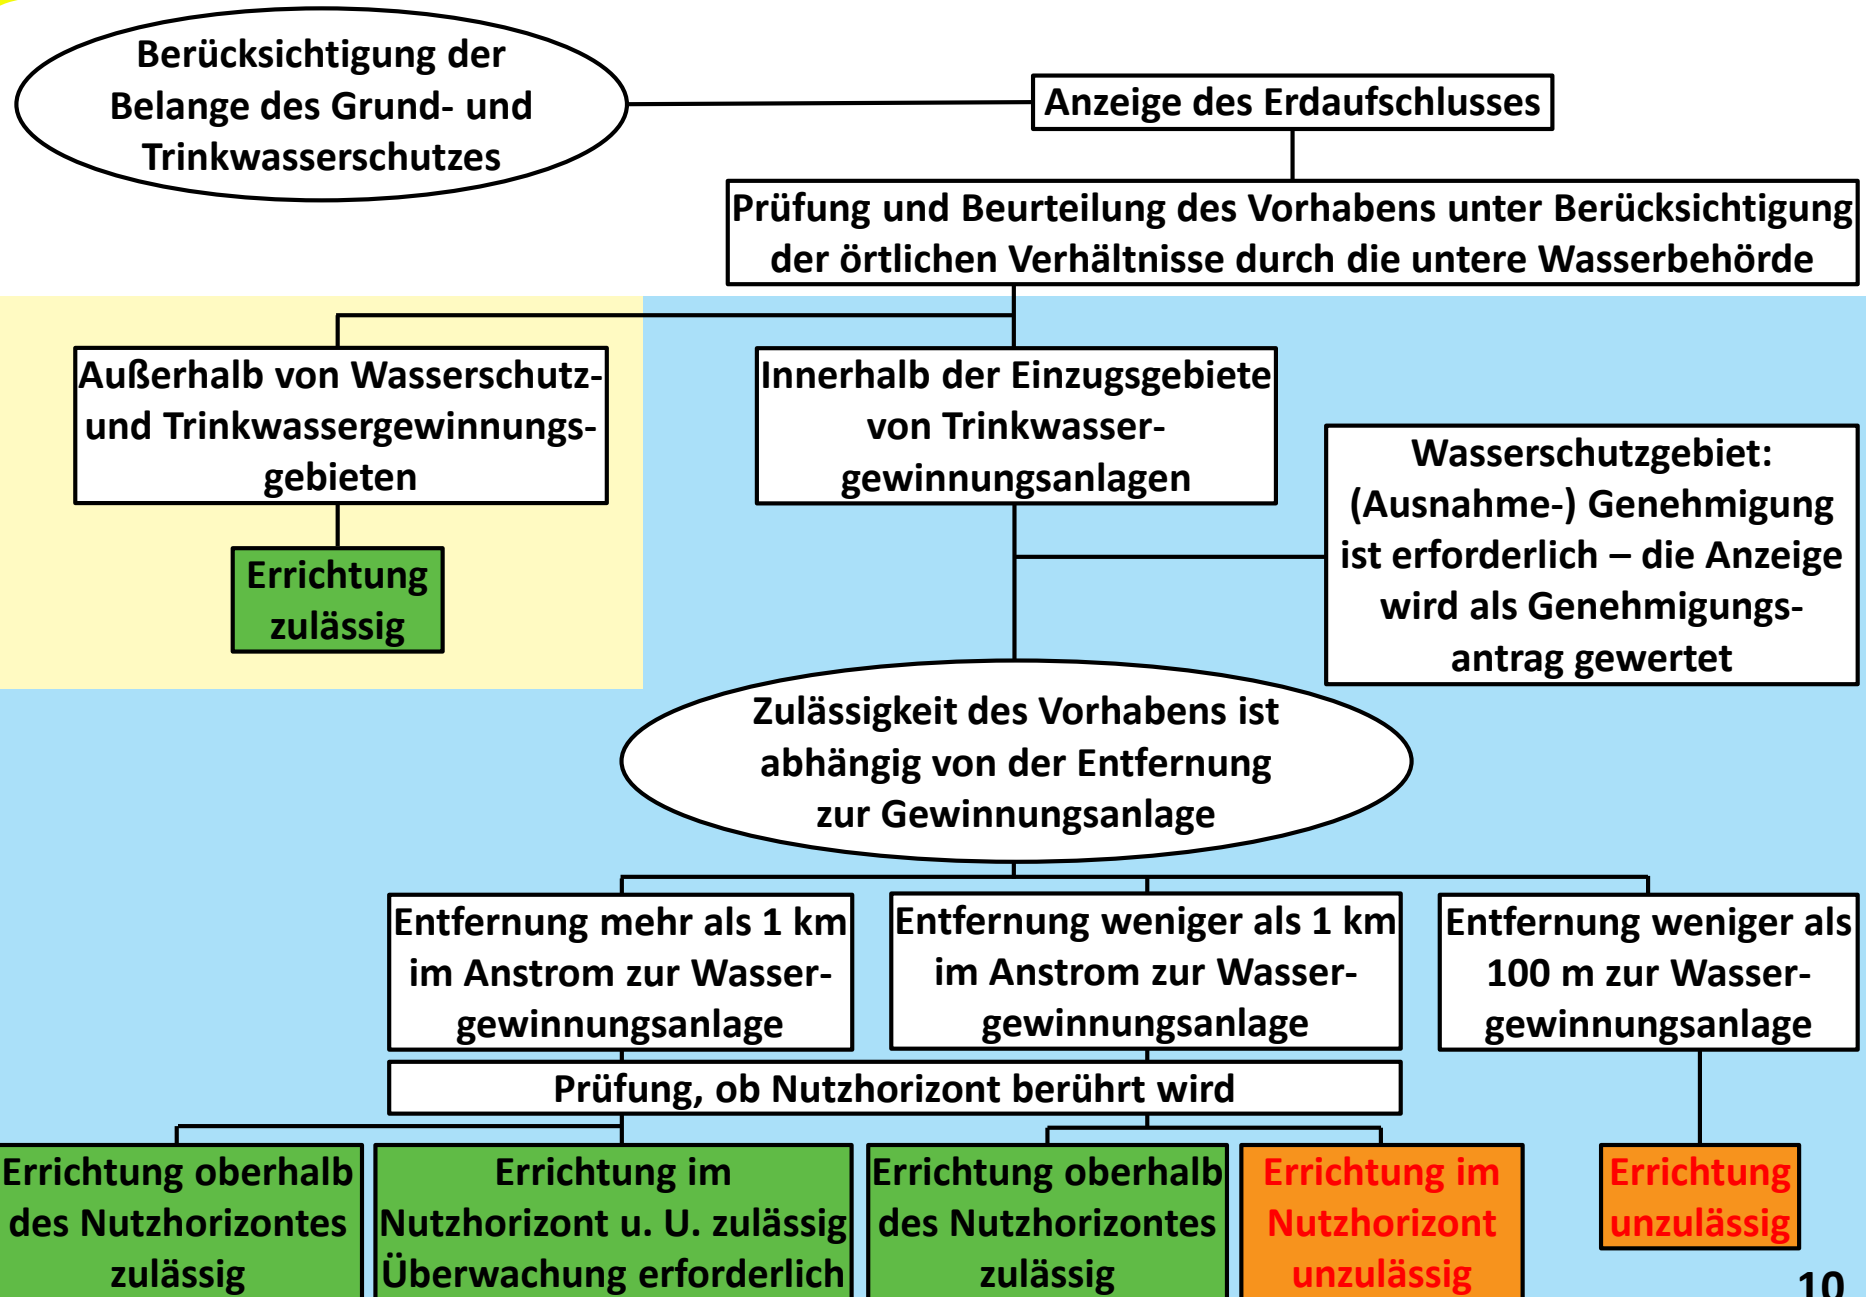 Berücksichtigung der
Belange des Grund- und
Trinkwasserschutzes
Anzeige des Erdaufschlusses
Prüfung und Beurteilung des Vorhabens unter Berücksichtigung
der örtlichen Verhältnisse durch die untere Wasserbehörde
Außerhalb von Wasserschutz-
und Trinkwassergewinnungs-
gebieten
Errichtung
zulässig
Innerhalb der Einzugsgebiete
von Trinkwasser-
gewinnungsanlagen
Wasserschutzgebiet:
(Ausnahme-) Genehmigung
ist erforderlich – die Anzeige
wird als Genehmigungs-
antrag gewertet
Zulässigkeit des Vorhabens ist
abhängig von der Entfernung
zur Gewinnungsanlage
Entfernung mehr als 1 km
im Anstrom zur Wasser-
gewinnungsanlage
Entfernung weniger als 1 km
im Anstrom zur Wasser-
gewinnungsanlage
Entfernung weniger als
100 m zur Wasser-
gewinnungsanlage
Prüfung, ob Nutzhorizont berührt wird
Errichtung oberhalb
des Nutzhorizontes
zulässig
Errichtung im
Nutzhorizont u. U. zulässig
Überwachung erforderlich
Errichtung oberhalb
des Nutzhorizontes
zulässig
Errichtung im
Nutzhorizont
unzulässig
Errichtung
unzulässig
10